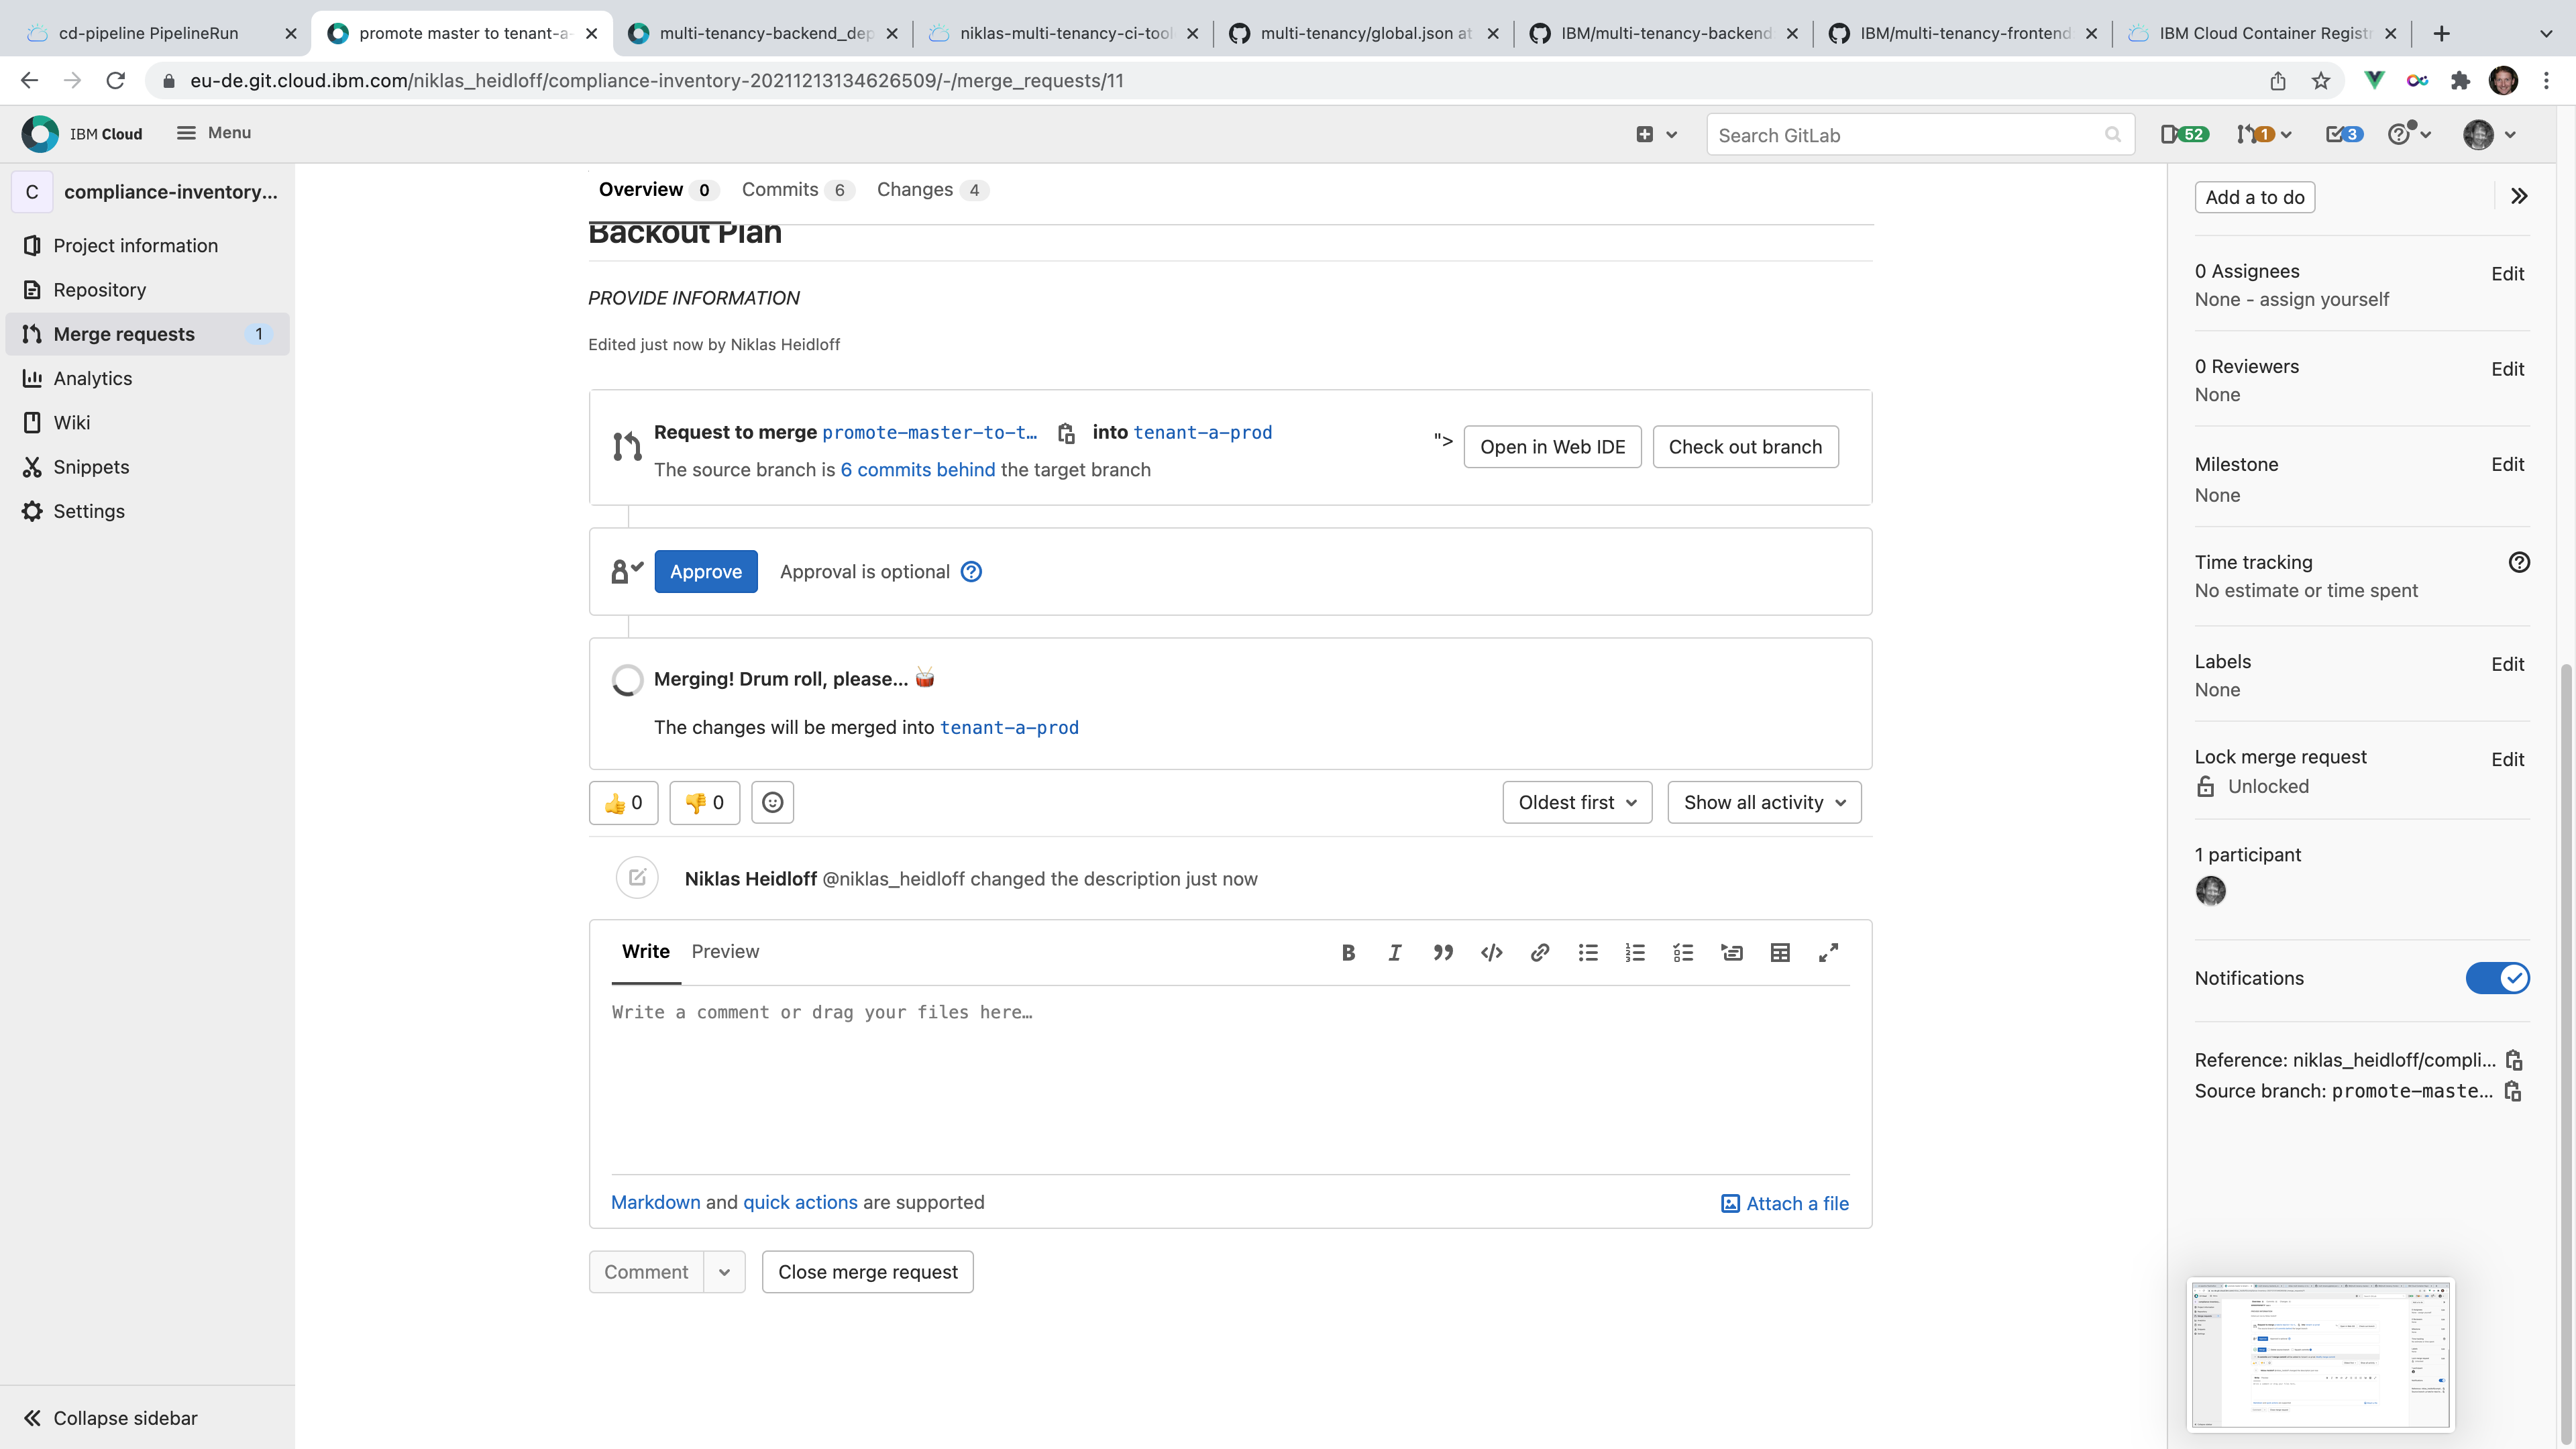 cd-pipeline PipelineRun
promote master to tenant-a-
multi-tenancy-backend_dep
niklas-multi-tenancy-ci-tool
multi-tenancy/global.json at
IBM/multi-tenancy-backend
IBM/multi-tenancy-frontend
IBM Cloud Container Regist
eu-de.git.cloud.ibm.com/niklas_heidloff/compliance-inventory-20211213134626509/-/merge_requests/11
IBM Cloud
Menu
Search GitLab
52
1
3
C
compliance-inventory...
Project information
Repository
Merge requests 1
Analytics
Wiki
Snippets
Settings
Collapse sidebar
Overview 0 Commits 6 Changes 4
Backout Plan
PROVIDE INFORMATION
Edited just now by Niklas Heidloff
Request to merge promote-master-to-t… into tenant-a-prod
The source branch is 6 commits behind the target branch
">
Open in Web IDE
Check out branch
Approve Approval is optional
Merging! Drum roll, please...
The changes will be merged into tenant-a-prod
0
0
Oldest first
Show all activity
Niklas Heidloff @niklas_heidloff changed the description just now
Write Preview
Write a comment or drag your files here…
Markdown and quick actions are supported
Attach a file
Comment
Close merge request
Add a to do
0 Assignees Edit
None - assign yourself
0 Reviewers Edit
None
Milestone Edit
None
Time tracking
No estimate or time spent
Labels Edit
None
Lock merge request Edit
Unlocked
1 participant
Notifications
Reference: niklas_heidloff/compli...
Source branch: promote-maste...